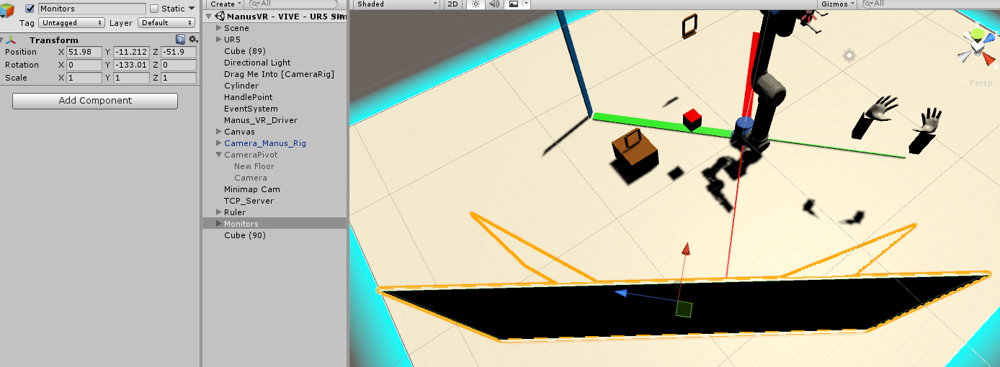 Monitors Static
Tag Untagged Layer Default
Transform
Position X 51.98 Y -11.212 Z -51.9
Rotation X 0 Y -133.01 Z 0
Scale X 1 Y 1 Z 1
Add Component
Create All
ManusVR - VIVE - UR5 Sim
Scene
UR5
Cube (89)
Directional Light
Drag Me Into [CameraRig]
Cylinder
HandlePoint
EventSystem
Manus_VR_Driver
Canvas
Camera_Manus_Rig
CameraPivot
New Floor
Camera
Minimap Cam
TCP_Server
Ruler
Monitors
Cube (90)
Shaded 2D Gizmos All
Persp